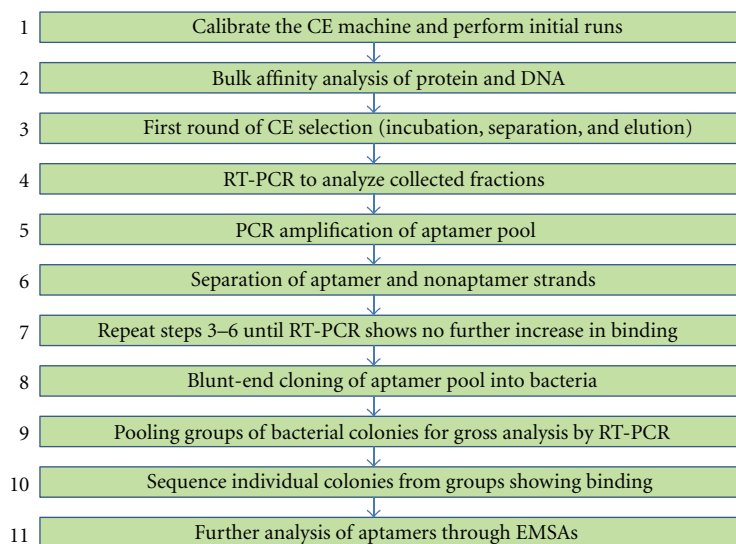 1 Calibrate the CE machine and perform initial runs
2 Bulk affinity analysis of protein and DNA
3 First round of CE selection (incubation, separation, and elution)
4 RT-PCR to analyze collected fractions
5 PCR amplification of aptamer pool
6 Separation of aptamer and nonaptamer strands
7 Repeat steps 3–6 until RT-PCR shows no further increase in binding
8 Blunt-end cloning of aptamer pool into bacteria
9 Pooling groups of bacterial colonies for gross analysis by RT-PCR
10 Sequence individual colonies from groups showing binding
11 Further analysis of aptamers through EMSAs